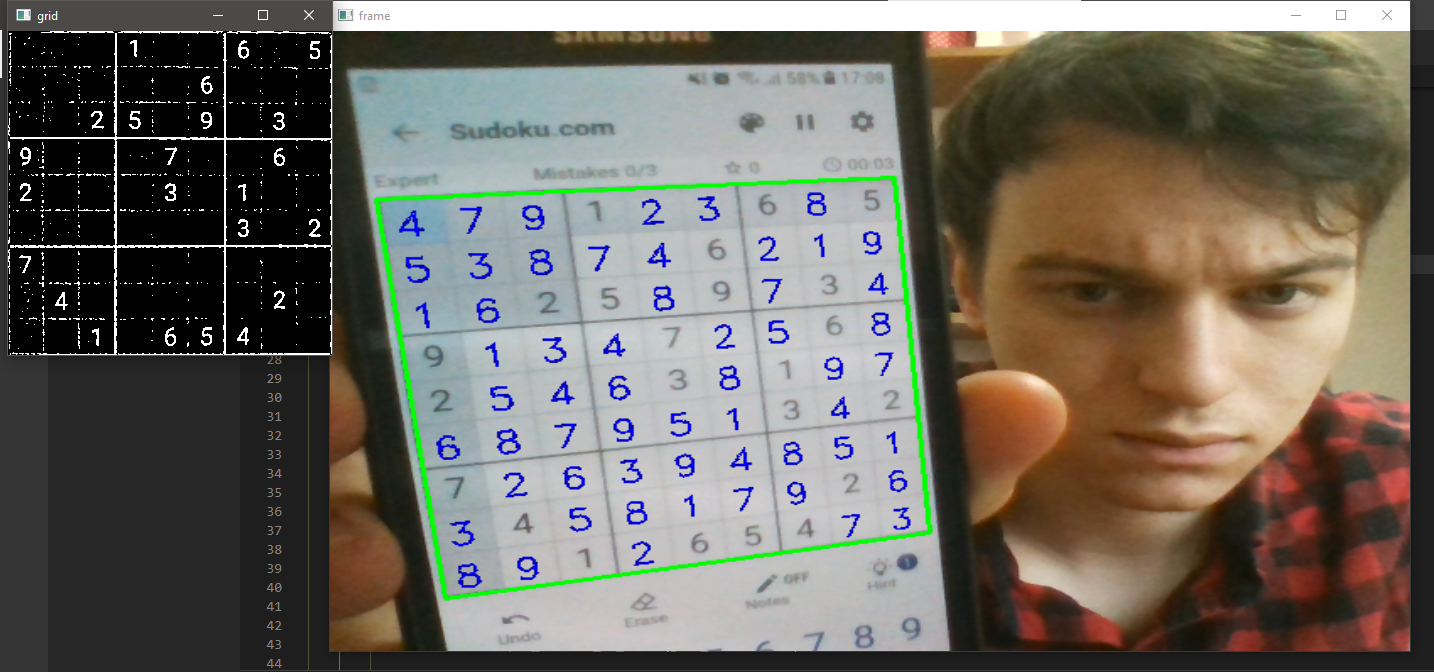 grid
frame
1 6 5
6
2 5 9 3
9 7 6
2 3 1
3 2
7
4 2
1 6 5 4
SAMSUNG
58% 17:08
Sudoku.com
Expert Mistakes 0/3 0 00:03
4 7 9 1 2 3 6 8 5
5 3 8 7 4 6 2 1 9
1 6 2 5 8 9 7 3 4
9 1 3 4 7 2 5 6 8
2 5 4 6 3 8 1 9 7
6 8 7 9 5 1 3 4 2
7 2 6 3 9 4 8 5 1
3 4 5 8 1 7 9 2 6
8 9 1 2 6 5 4 7 3
OFF 1
Undo Erase Notes Hint
6 7 8 9
28
29
30
31
32
33
34
35
36
37
38
39
40
41
42
43
44